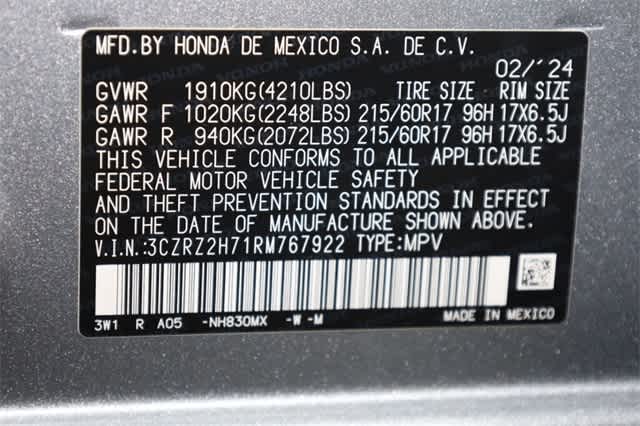 MFD.BY HONDA DE MEXICO S.A. DE C.V.
02/'24
GVWR 1910KG(4210LBS) TIRE SIZE RIM SIZE
GAWR F 1020KG(2248LBS) 215/60R17 96H 17X6.5J
GAWR R 940KG(2072LBS) 215/60R17 96H 17X6.5J
THIS VEHICLE CONFORMS TO ALL APPLICABLE
FEDERAL MOTOR VEHICLE SAFETY
AND THEFT PREVENTION STANDARDS IN EFFECT
ON THE DATE OF MANUFACTURE SHOWN ABOVE.
V.I.N.:3CZRZ2H71RM767922 TYPE:MPV
3W1 R A05 -NH830MX -W-M MADE IN MEXICO